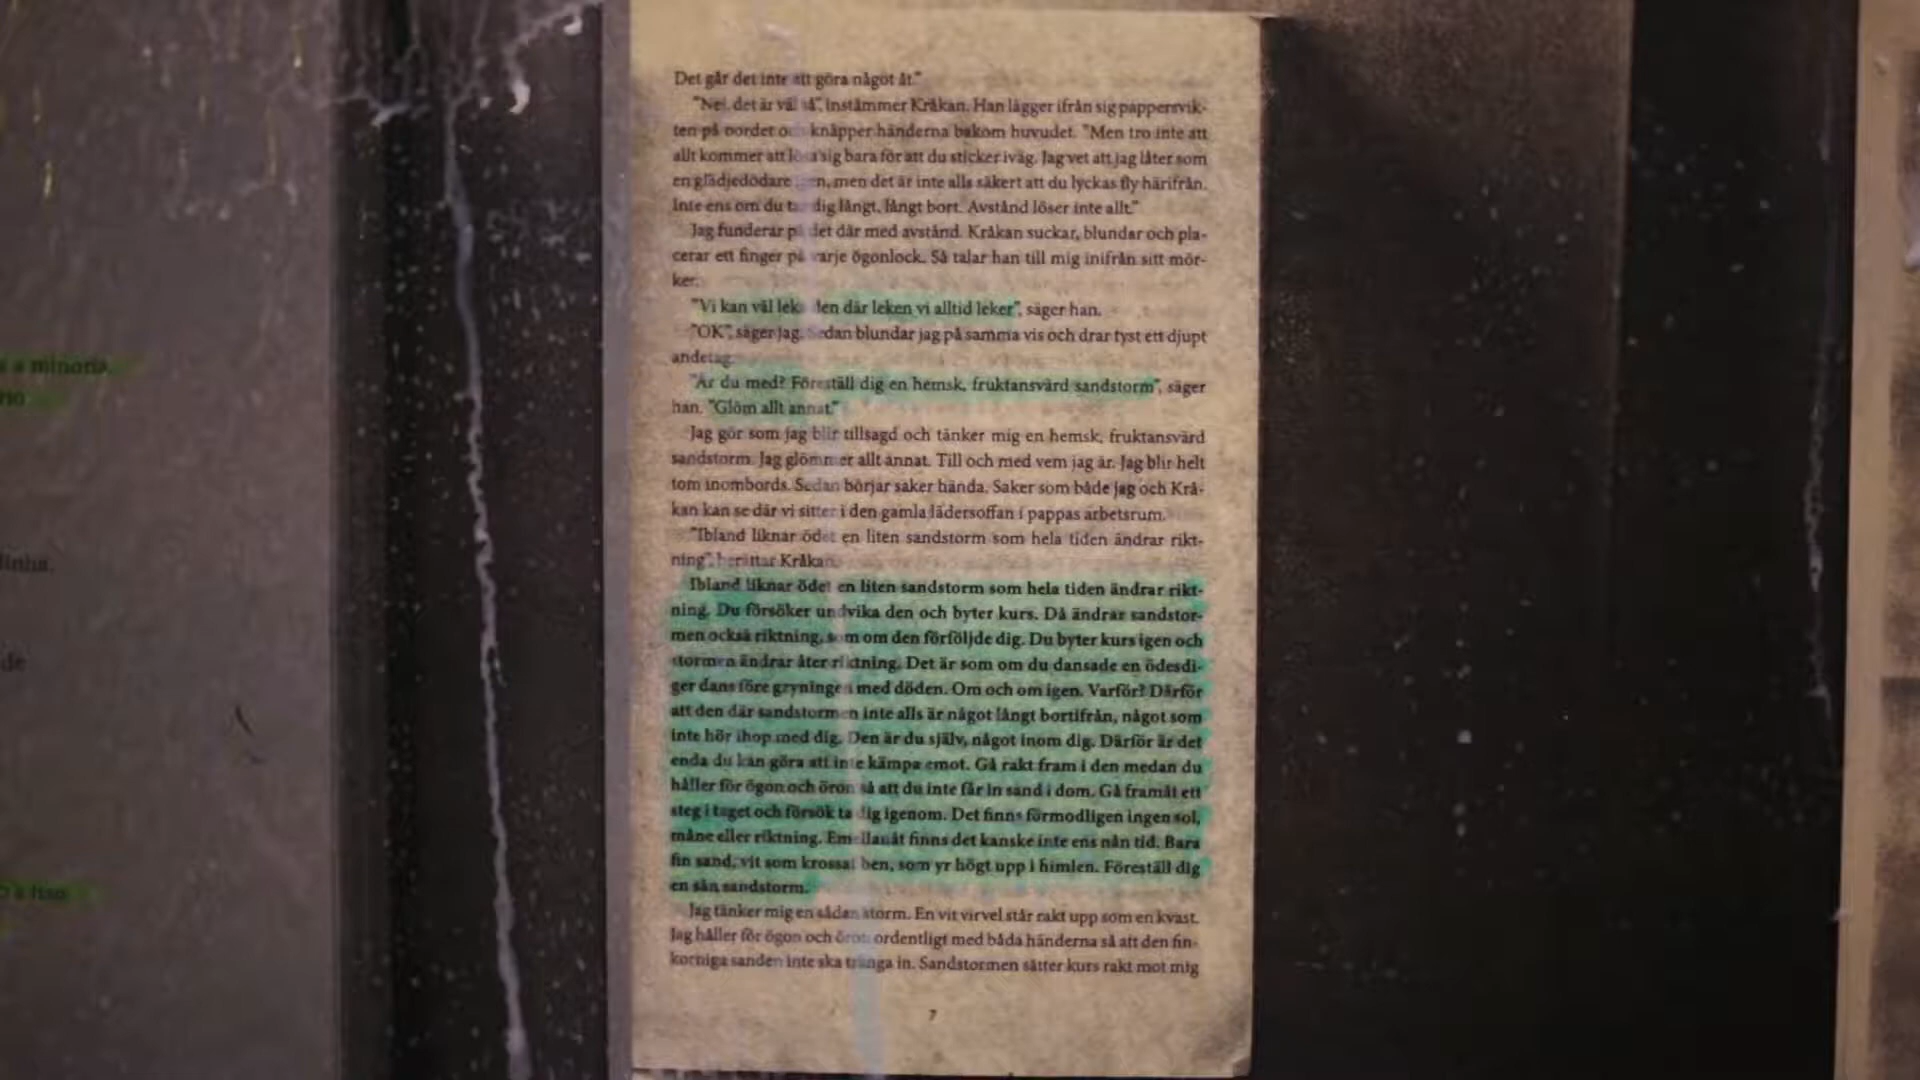 Det går det inte att göra något åt."
"Nej, det är väl så", instämmer Kråkan. Han lägger ifrån sig pappersvik-
ten på bordet och knäpper händerna bakom huvudet. "Men tro inte att
allt kommer att lösa sig bara för att du sticker iväg. Jag vet att jag låter som
en glädjedödare igen, men det är inte alls säkert att du lyckas fly härifrån.
Inte ens om du tar dig långt, långt bort. Avstånd löser inte allt."
Jag funderar på det där med avstånd. Kråkan suckar, blundar och pla-
cerar ett finger på varje ögonlock. Så talar han till mig inifrån sitt mör-
ker.
"Vi kan väl leka den där leken vi alltid leker", säger han.
"OK", säger jag. Sedan blundar jag på samma vis och drar tyst ett djupt
andetag.
"Är du med? Föreställ dig en hemsk, fruktansvärd sandstorm", säger
han. "Glöm allt annat."
Jag gör som jag blir tillsagd och tänker mig en hemsk, fruktansvärd
sandstorm. Jag glömmer allt annat. Till och med vem jag är. Jag blir helt
tom inombords. Sedan börjar saker hända. Saker som både jag och Krå-
kan kan se där vi sitter i den gamla lädersoffan i pappas arbetsrum.
"Ibland liknar ödet en liten sandstorm som hela tiden ändrar rikt-
ning", berättar Kråkan.
Ibland liknar ödet en liten sandstorm som hela tiden ändrar rikt-
ning. Du försöker undvika den och byter kurs. Då ändrar sandstor-
men också riktning, som om den förföljde dig. Du byter kurs igen och
stormen ändrar åter riktning. Det är som om du dansade en ödesdi-
ger dans före gryningen med döden. Om och om igen. Varför? Därför
att den där sandstormen inte alls är något långt bortifrån, något som
inte hör ihop med dig. Den är du själv, något inom dig. Därför är det
enda du kan göra att inte kämpa emot. Gå rakt fram i den medan du
håller för ögon och öron så att du inte får in sand i dom. Gå framåt ett
steg i taget och försök ta dig igenom. Det finns förmodligen ingen sol,
måne eller riktning. Emellanåt finns det kanske inte ens nån tid. Bara
fin sand, vit som krossat ben, som yr högt upp i himlen. Föreställ dig
en sån sandstorm.
Jag tänker mig en sådan storm. En vit virvel står rakt upp som en kvast.
Jag håller för ögon och öron ordentligt med båda händerna så att den fin-
korniga sanden inte ska tränga in. Sandstormen sätter kurs rakt mot mig
7
a minoria.
linha.
de
a isso